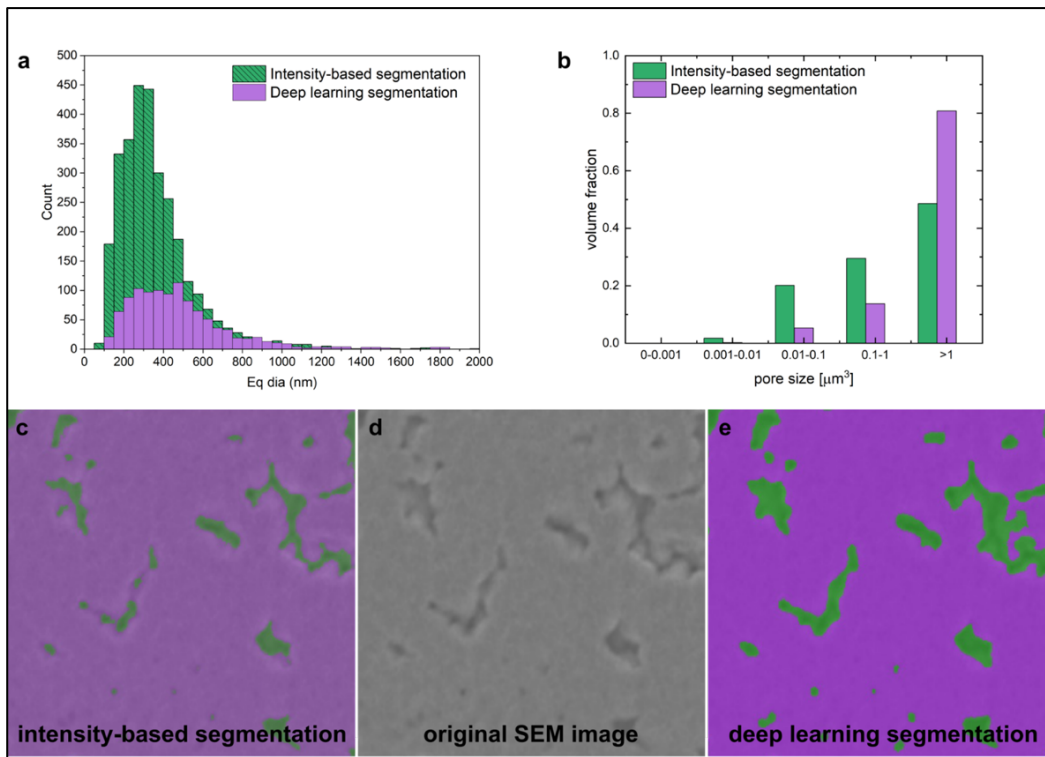 a
Intensity-based segmentation
Deep learning segmentation
500
450
400
350
300
250
200
150
100
50
0
Count
0 200 400 600 800 1000 1200 1400 1600 1800 2000
Eq dia (nm)
b
Intensity-based segmentation
Deep learning segmentation
1.0
0.8
0.6
0.4
0.2
0.0
volume fraction
0-0.001 0.001-0.01 0.01-0.1 0.1-1 >1
pore size [μm³]
c
intensity-based segmentation
d
original SEM image
e
deep learning segmentation